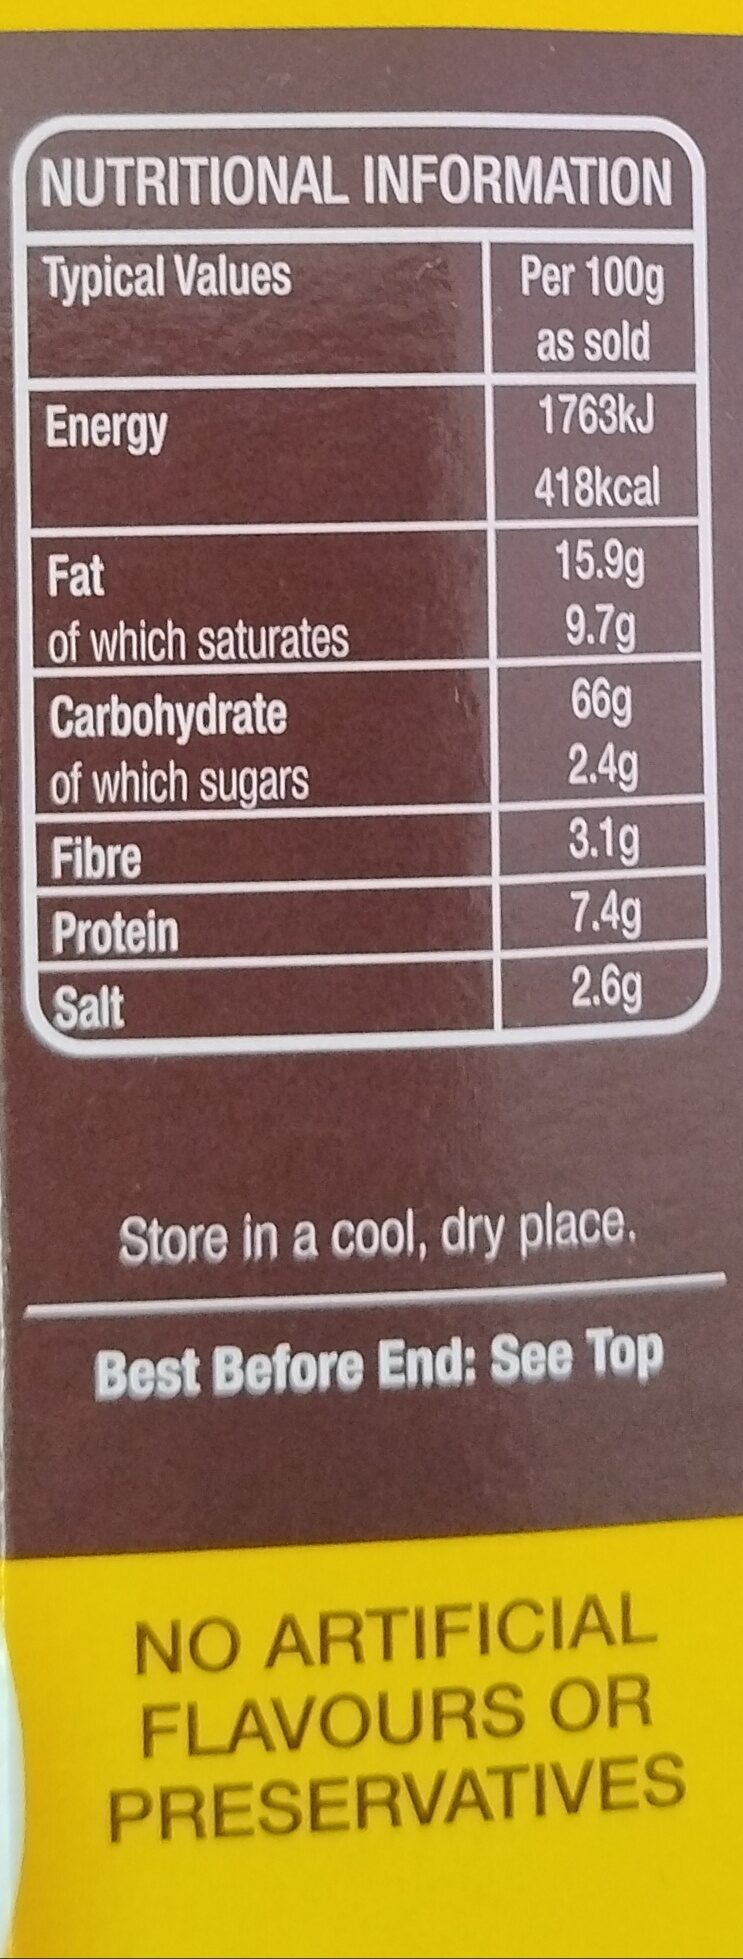 NUTRITIONAL INFORMATION
Typical Values Per 100g
as sold
Energy 1763kJ
418kcal
Fat 15.9g
of which saturates 9.7g
Carbohydrate 66g
of which sugars 2.4g
Fibre 3.1g
Protein 7.4g
Salt 2.6g
Store in a cool, dry place.
Best Before End: See Top
NO ARTIFICIAL
FLAVOURS OR
PRESERVATIVES